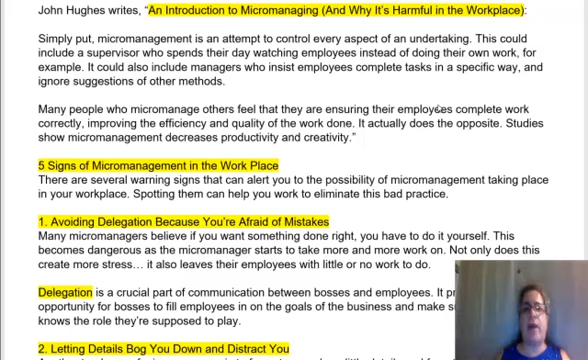 John Hughes writes, "An Introduction to Micromanaging (And Why It's Harmful in the Workplace):
Simply put, micromanagement is an attempt to control every aspect of an undertaking. This could
include a supervisor who spends their day watching employees instead of doing their own work, for
example. It could also include managers who insist employees complete tasks in a specific way, and
ignore suggestions of other methods.
Many people who micromanage others feel that they are ensuring their employees complete work
correctly, improving the efficiency and quality of the work done. It actually does the opposite. Studies
show micromanagement decreases productivity and creativity."
5 Signs of Micromanagement in the Work Place
There are several warning signs that can alert you to the possibility of micromanagement taking place
in your workplace. Spotting them can help you work to eliminate this bad practice.
1. Avoiding Delegation Because You're Afraid of Mistakes
Many micromanagers believe if you want something done right, you have to do it yourself. This
becomes dangerous as the micromanager starts to take more and more work on. Not only does this
create more stress… it also leaves their employees with little or no work to do.
Delegation is a crucial part of communication between bosses and employees. It
opportunity for bosses to fill employees in on the goals of the business and make
knows the role they're supposed to play.
2. Letting Details Bog You Down and Distract You